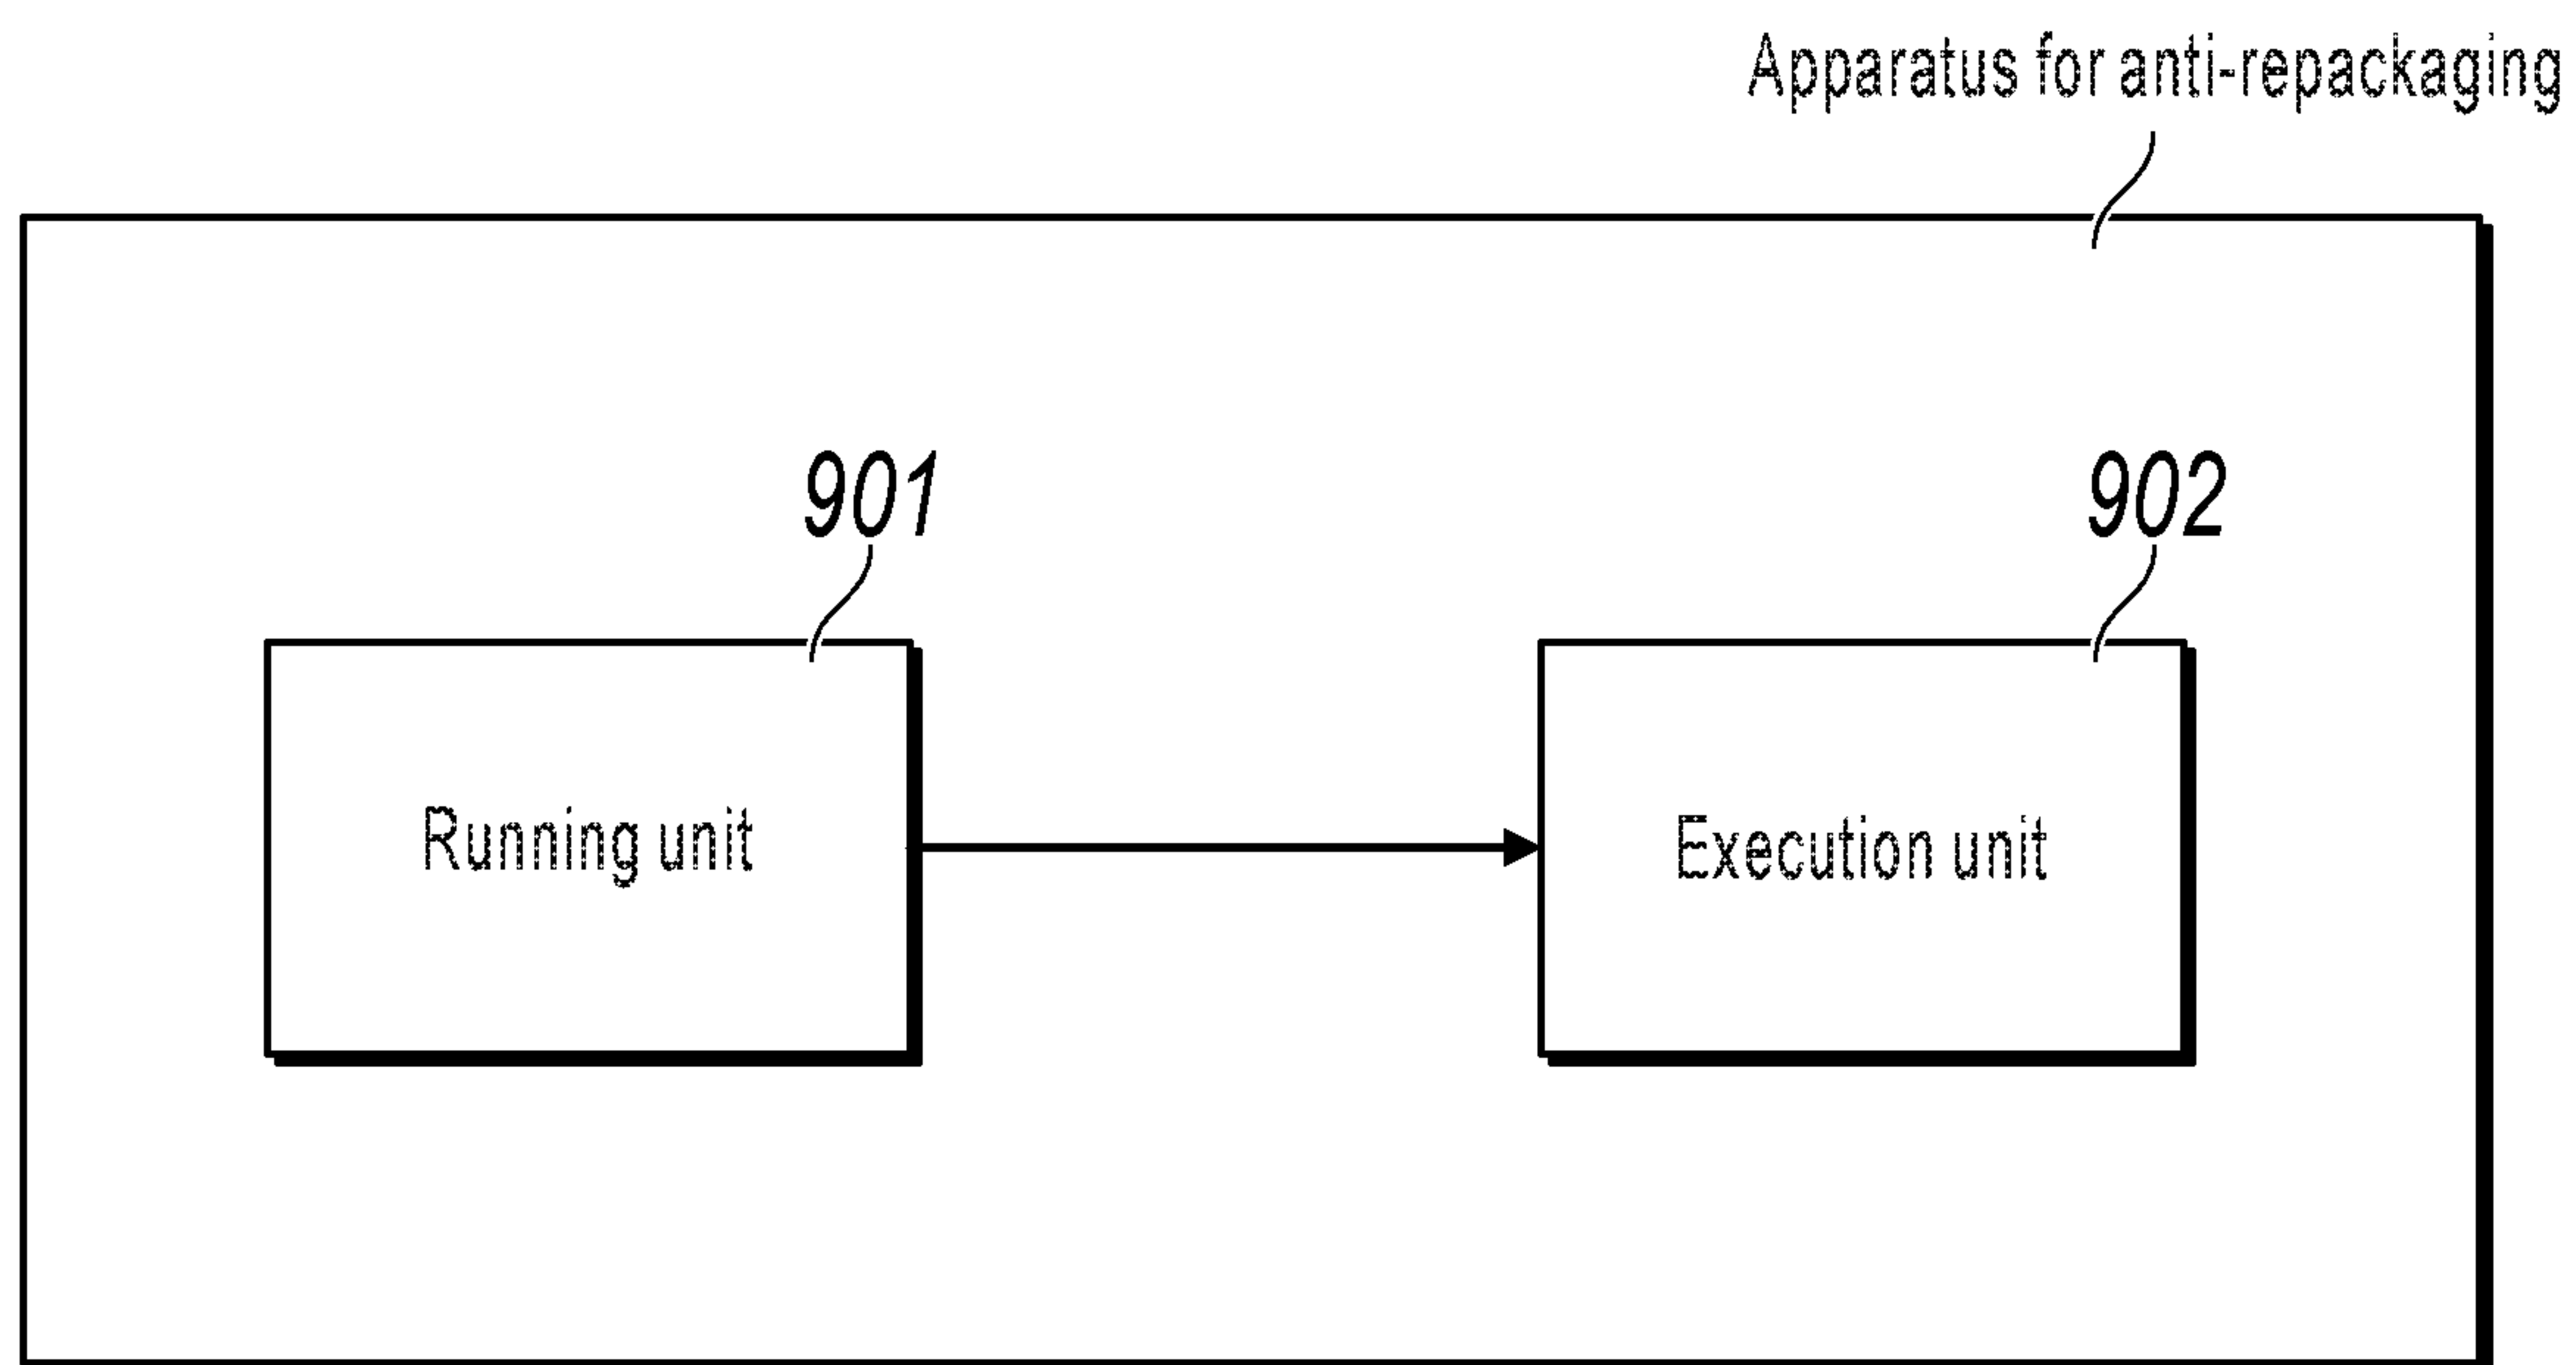 Apparatus for anti-repackaging
901
902
Running unit
Execution unit